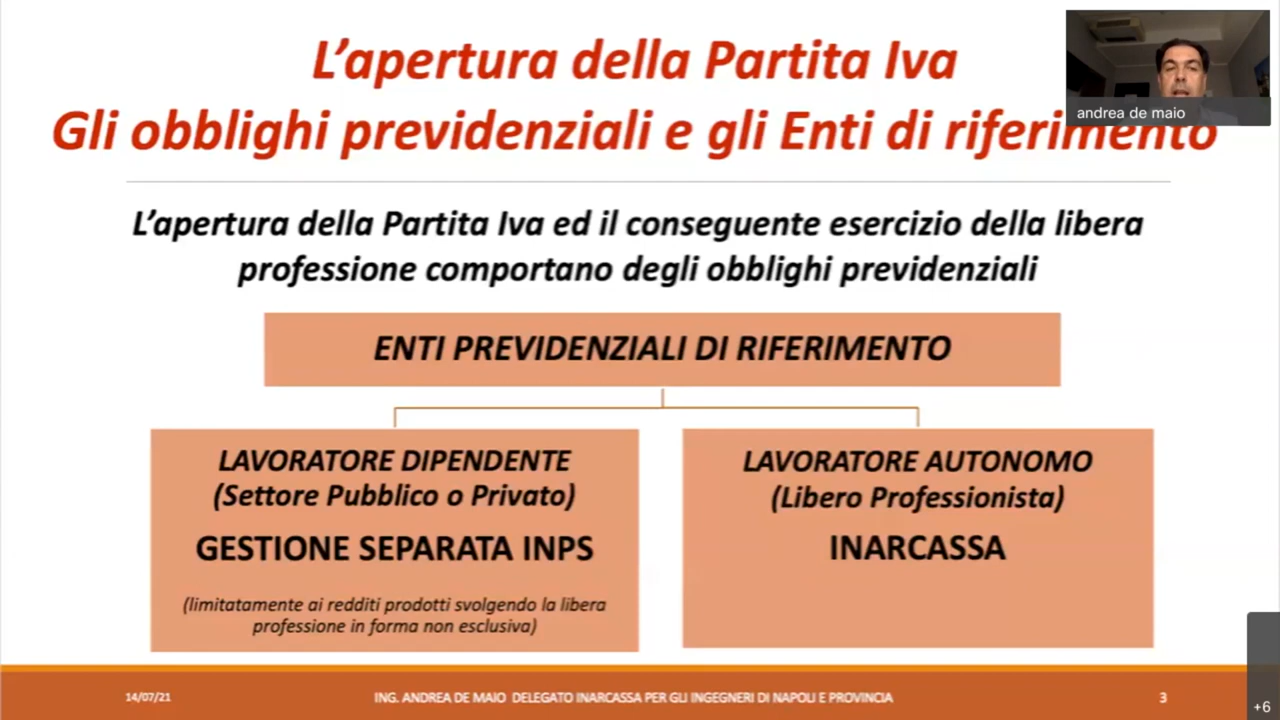 L'apertura della Partita Iva
Gli obblighi previdenziali e gli Enti di riferimento
andrea de maio
L'apertura della Partita Iva ed il conseguente esercizio della libera
professione comportano degli obblighi previdenziali
ENTI PREVIDENZIALI DI RIFERIMENTO
LAVORATORE DIPENDENTE
(Settore Pubblico o Privato)
GESTIONE SEPARATA INPS
(limitatamente ai redditi prodotti svolgendo la libera
professione in forma non esclusiva)
LAVORATORE AUTONOMO
(Libero Professionista)
INARCASSA
14/07/21
ING. ANDREA DE MAIO DELEGATO INARCASSA PER GLI INGEGNERI DI NAPOLI E PROVINCIA
3
+6